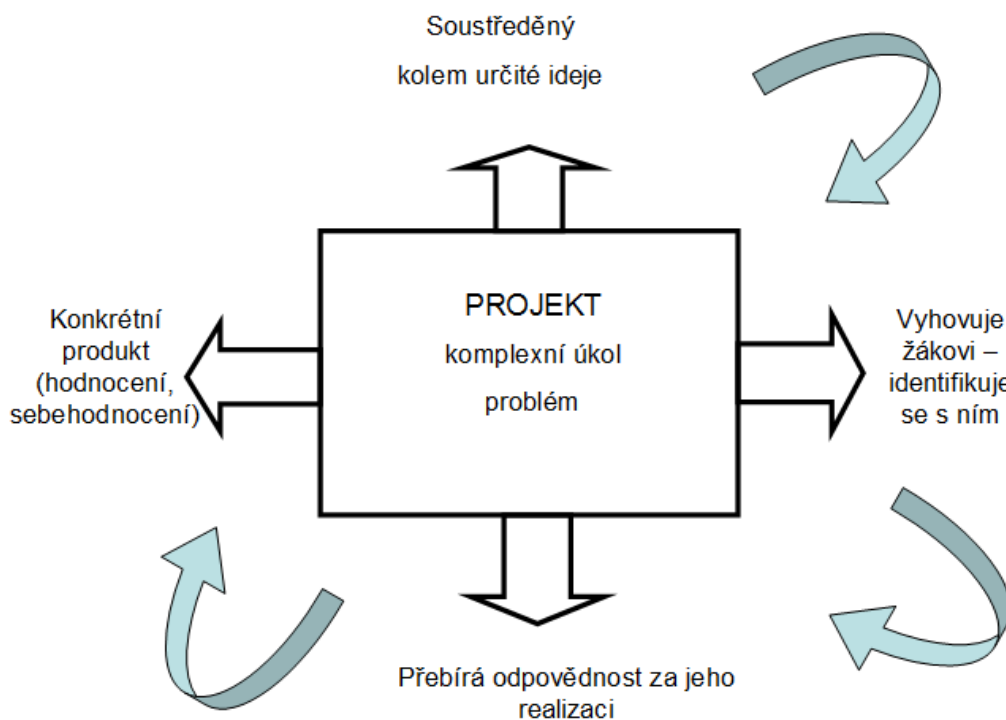 Soustředěný
kolem určité ideje
PROJEKT
komplexní úkol
problém
Konkrétní
produkt
(hodnocení,
sebehodnocení)
Vyhovuje
žákovi –
identifikuje
se s ním
Přebírá odpovědnost za jeho
realizaci